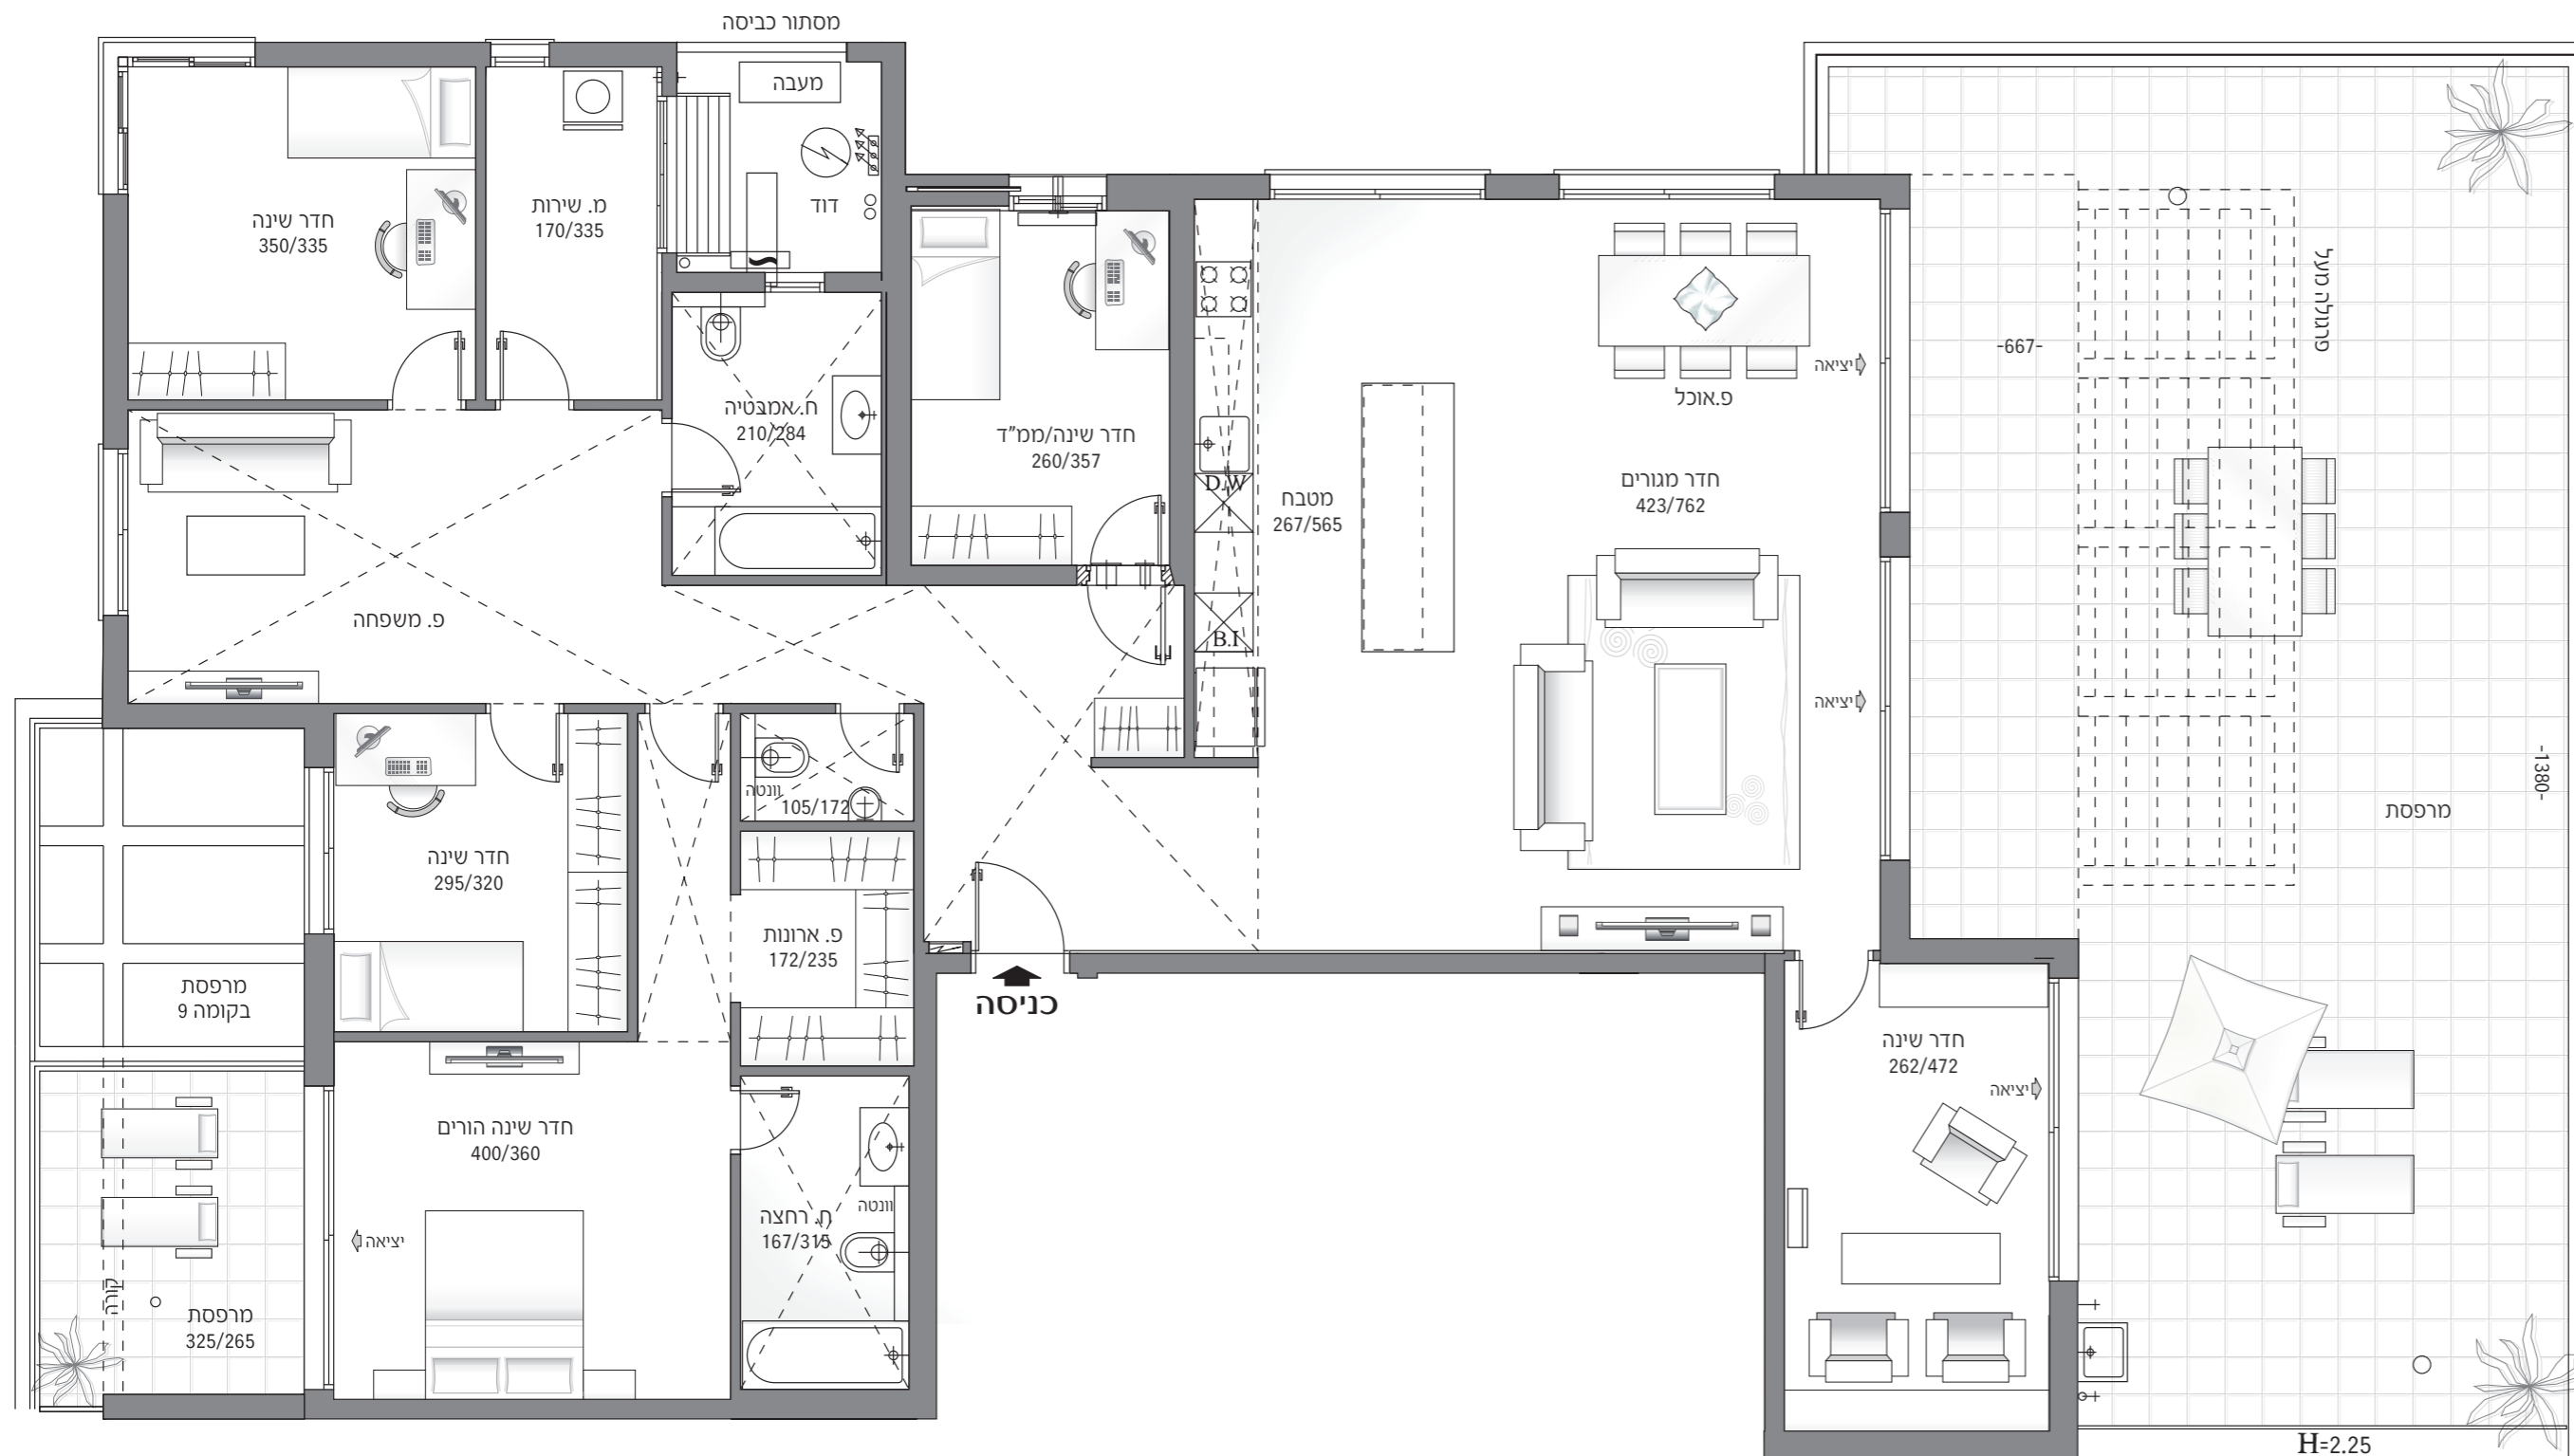 מסתור כביסה
מעבה
דוד
חדר שינה
350/335
מ. שירות
170/335
ח. אמבטיה
210/284
חדר שינה/ממ"ד
260/357
D.W
B.I
מטבח
267/565
פ.אוכל
חדר מגורים
423/762
יציאה
יציאה
-667-
פרגולה מעל
-1380-
מרפסת
פ. משפחה
וונטה
105/172
חדר שינה
295/320
פ. ארונות
172/235
כניסה
מרפסת
בקומה 9
חדר שינה
262/472
יציאה
חדר שינה הורים
400/360
יציאה
וונטה
ח. רחצה
167/315
קורה
מרפסת
325/265
H=2.25